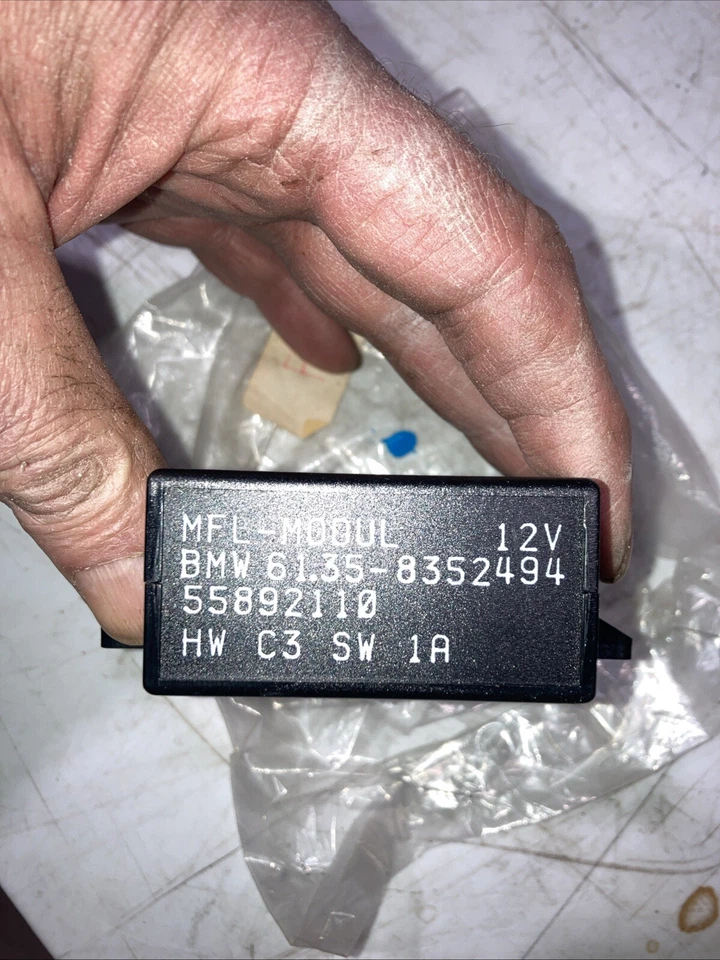 MFL-MODUL 12V
BMW 61.35-8352494
55892110
HW C3 SW 1A